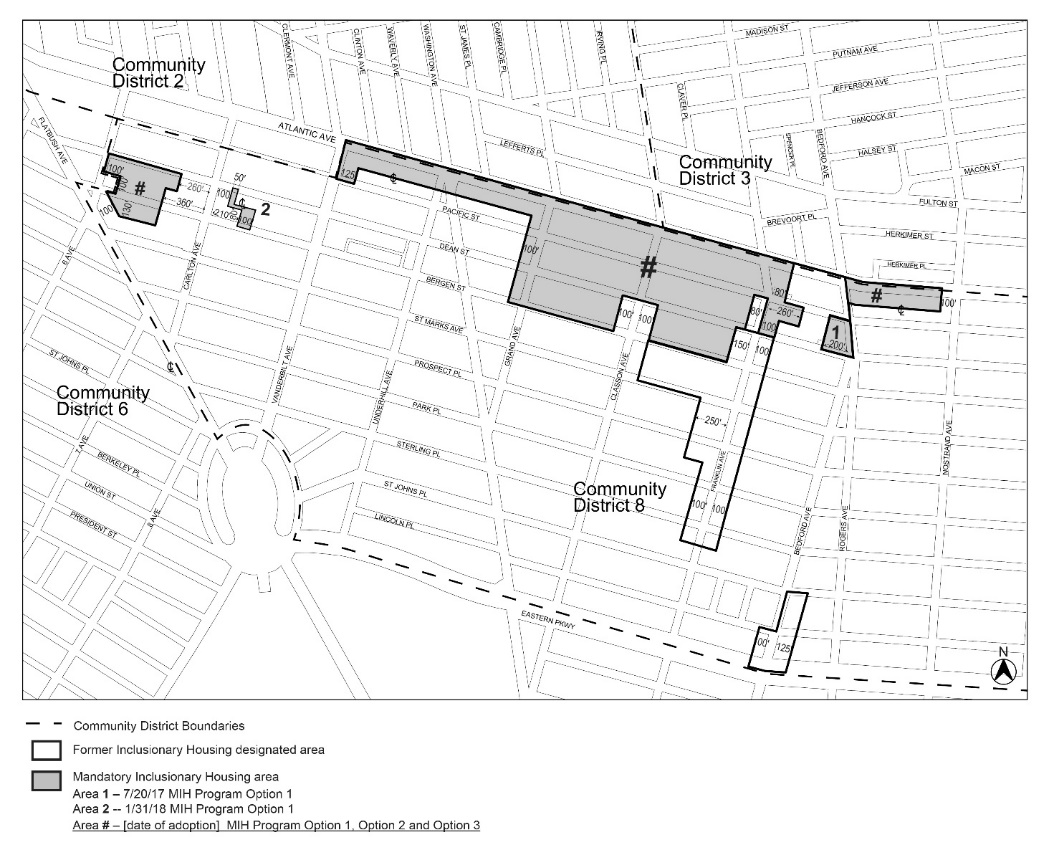 MADISON ST
PUTNAM AVE
JEFFERSON AVE
HANCOCK ST
HALSEY ST
MACON ST
CLERMONT AVE
CLINTON AVE
WAVERLY AVE
WASHINGTON AVE
ST JAMES PL
CAMBRIDGE PL
IRVING PL
CLAVER PL
SPENCER PL
BEDFORD AVE
Community
District 2
FLATBUSH AVE
ATLANTIC AVE
LEFFERTS PL
Community
District 3
FULTON ST
BREVOORT PL
HERKIMER ST
HERKIMER PL
100'
100'
#
130'
100'
260'
360'
50'
100'
210'
100'
2
125'
PACIFIC ST
DEAN ST
BERGEN ST
ST MARKS AVE
PROSPECT PL
PARK PL
STERLING PL
ST JOHNS PL
LINCOLN PL
100'
#
80'
260'
80'
100'
100'
100'
150'
100'
#
100'
1
200'
6 AVE
CARLTON AVE
VANDERBILT AVE
UNDERHILL AVE
GRAND AVE
CLASSON AVE
250'
FRANKLIN AVE
100'
100'
NOSTRAND AVE
ROGERS AVE
BEDFORD AVE
ST JOHNS PL
Community
District 6
7 AVE
BERKELEY PL
UNION ST
PRESIDENT ST
8 AVE
Community
District 8
EASTERN PKWY
00'
125'
N
Community District Boundaries
Former Inclusionary Housing designated area
Mandatory Inclusionary Housing area
Area 1 – 7/20/17 MIH Program Option 1
Area 2 -- 1/31/18 MIH Program Option 1
Area # – [date of adoption] MIH Program Option 1, Option 2 and Option 3